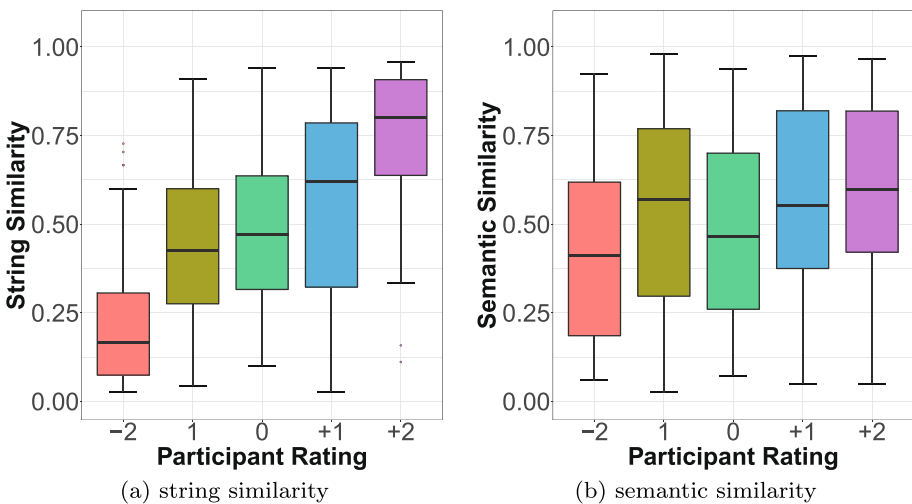 String Similarity
1.00
0.75
0.50
0.25
0.00
−2 1 0 +1 +2
Participant Rating
(a) string similarity
Semantic Similarity
1.00
0.75
0.50
0.25
0.00
−2 1 0 +1 +2
Participant Rating
(b) semantic similarity